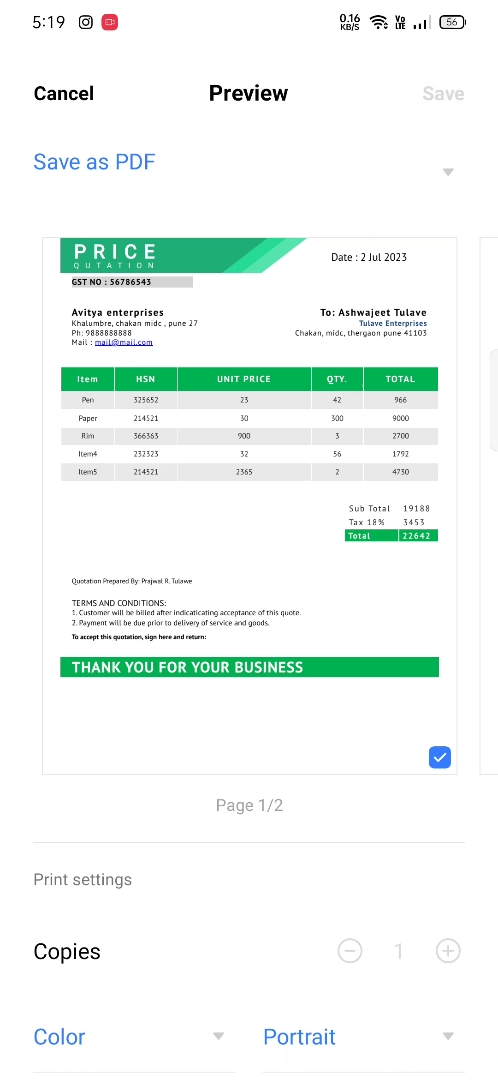 5:19 0.16 KB/S Vo LTE 56
Cancel Preview Save
Save as PDF
PRICE
QUTATION
Date : 2 Jul 2023
GST NO : 56786543
Avitya enterprises
Khalumbre, chakan midc , pune 27
Ph: 9888888888
Mail : mail@mail.com
To: Ashwajeet Tulave
Tulave Enterprises
Chakan, midc, thergaon pune 41103
Item HSN UNIT PRICE QTY. TOTAL
Pen 325652 23 42 966
Paper 214521 30 300 9000
Rim 366363 900 3 2700
Item4 232323 32 56 1792
Item5 214521 2365 2 4730
Sub Total 19188
Tax 18% 3453
Total 22642
Quotation Prepared By: Prajwal R. Tulawe
TERMS AND CONDITIONS:
1. Customer will be billed after indicaticating acceptance of this quote.
2. Payment will be due prior to delivery of service and goods.
To accept this quotation, sign here and return:
THANK YOU FOR YOUR BUSINESS
Page 1/2
Print settings
Copies 1
Color Portrait